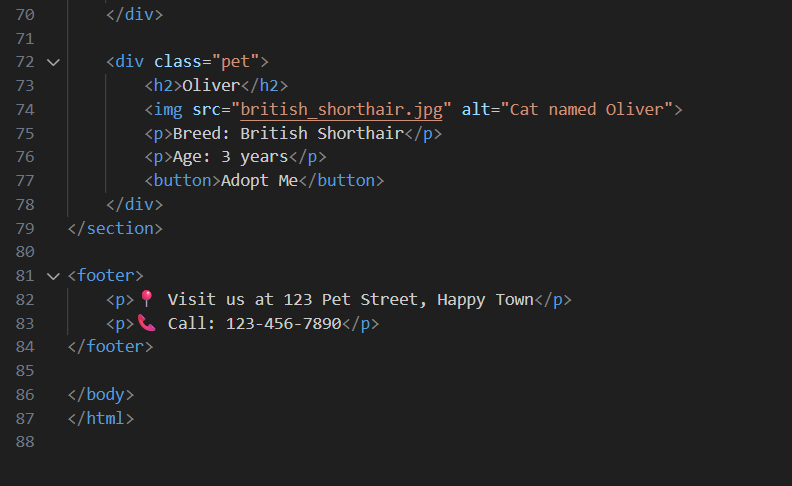 70 </div>
71
72 <div class="pet">
73 <h2>Oliver</h2>
74 <img src="british_shorthair.jpg" alt="Cat named Oliver">
75 <p>Breed: British Shorthair</p>
76 <p>Age: 3 years</p>
77 <button>Adopt Me</button>
78 </div>
79 </section>
80
81 <footer>
82 <p>📍 Visit us at 123 Pet Street, Happy Town</p>
83 <p>📞 Call: 123-456-7890</p>
84 </footer>
85
86 </body>
87 </html>
88